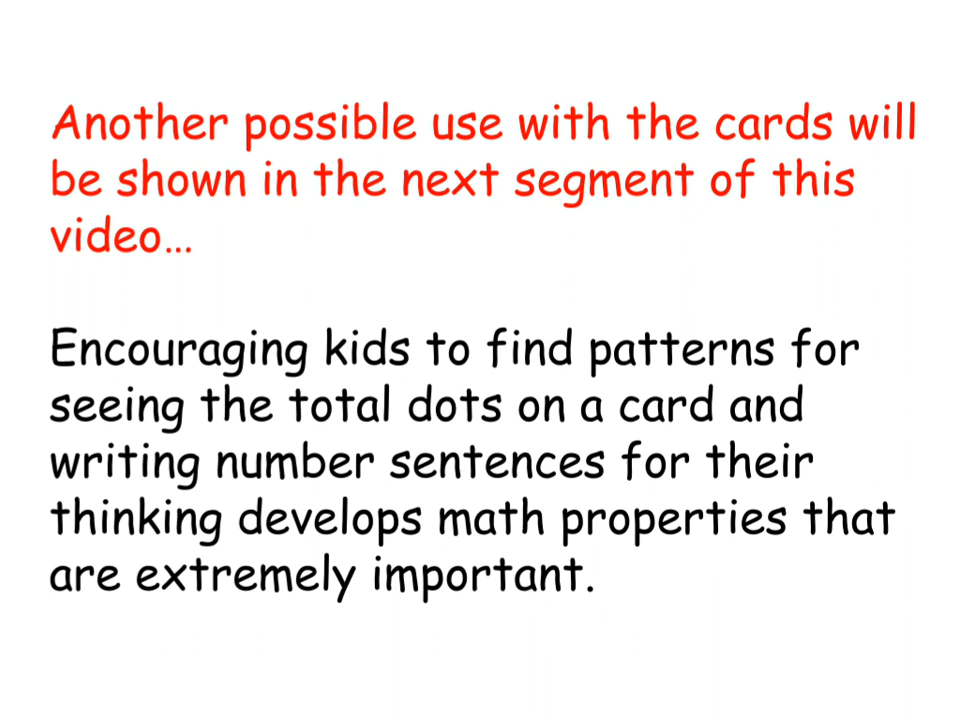 Another possible use with the cards will
be shown in the next segment of this
video…
Encouraging kids to find patterns for
seeing the total dots on a card and
writing number sentences for their
thinking develops math properties that
are extremely important.